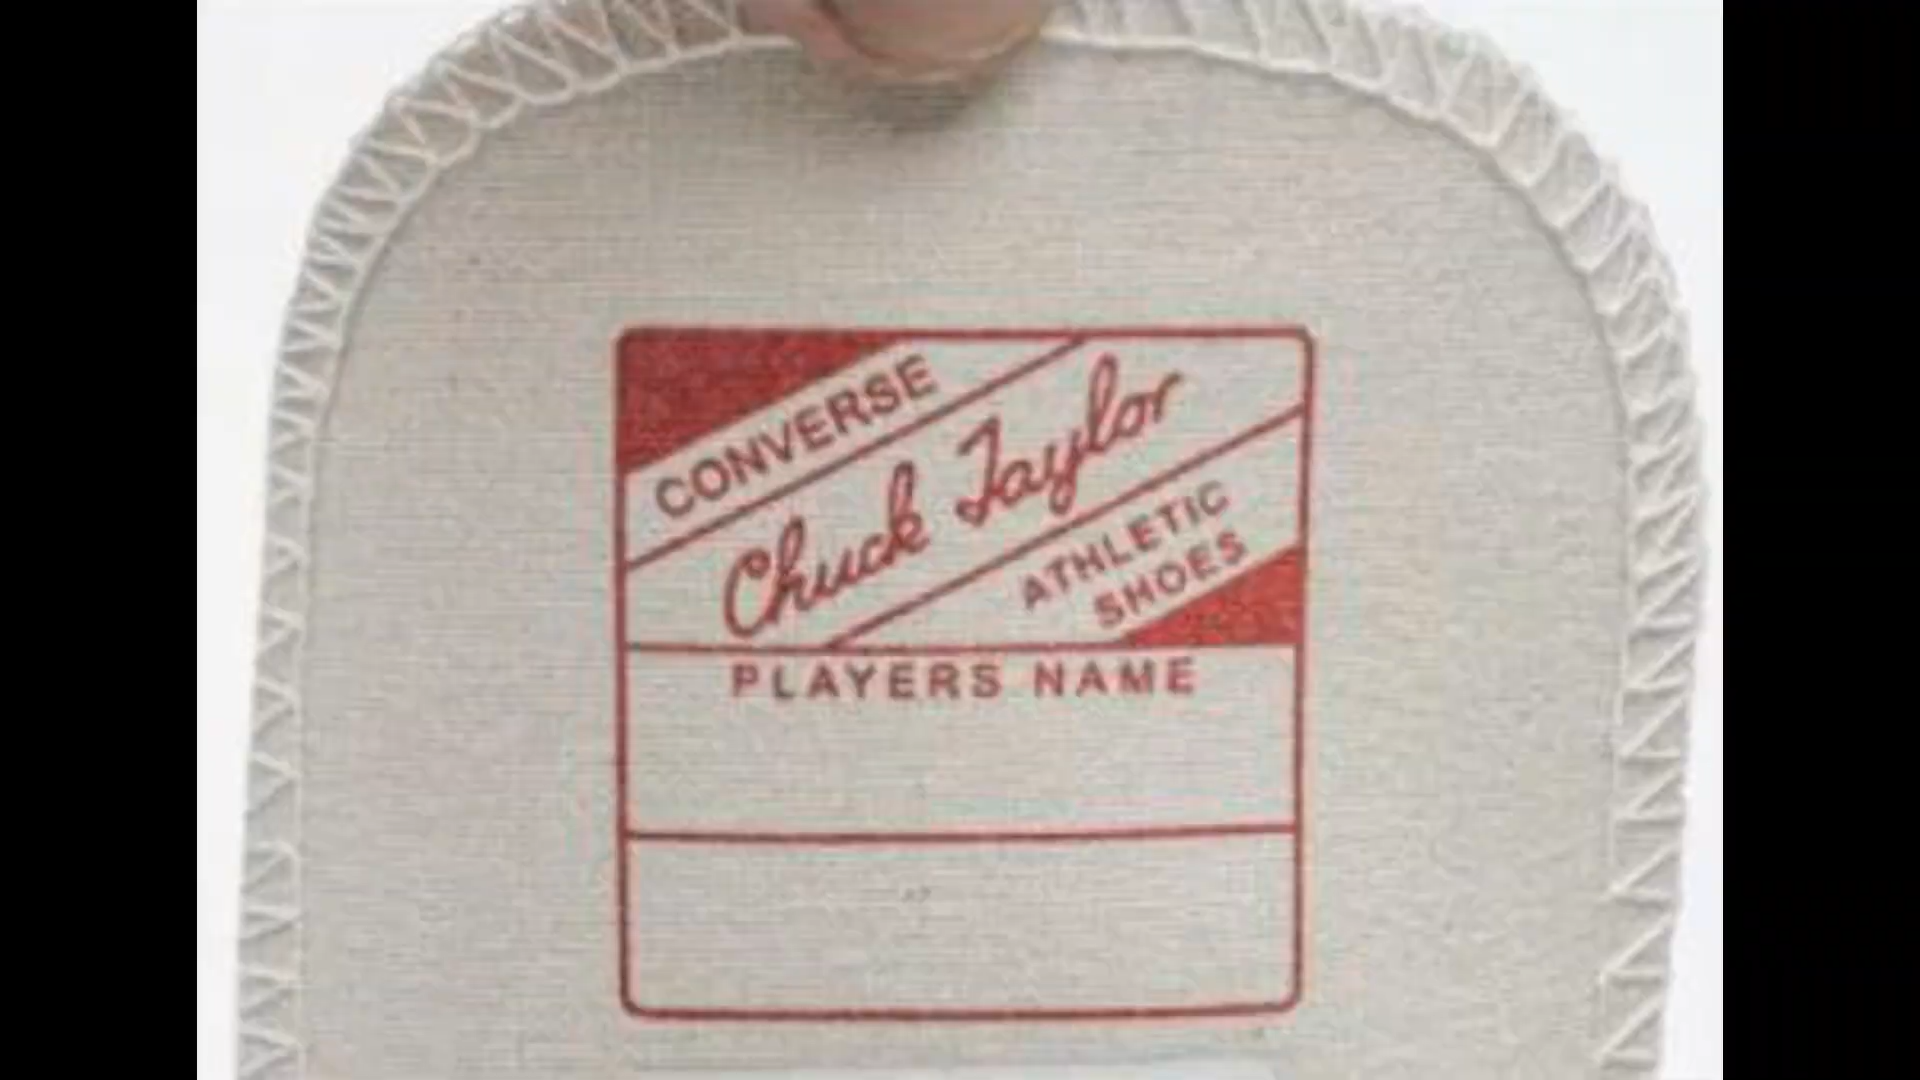 CONVERSE
Chuck Taylor
ATHLETIC
SHOES
PLAYERS NAME